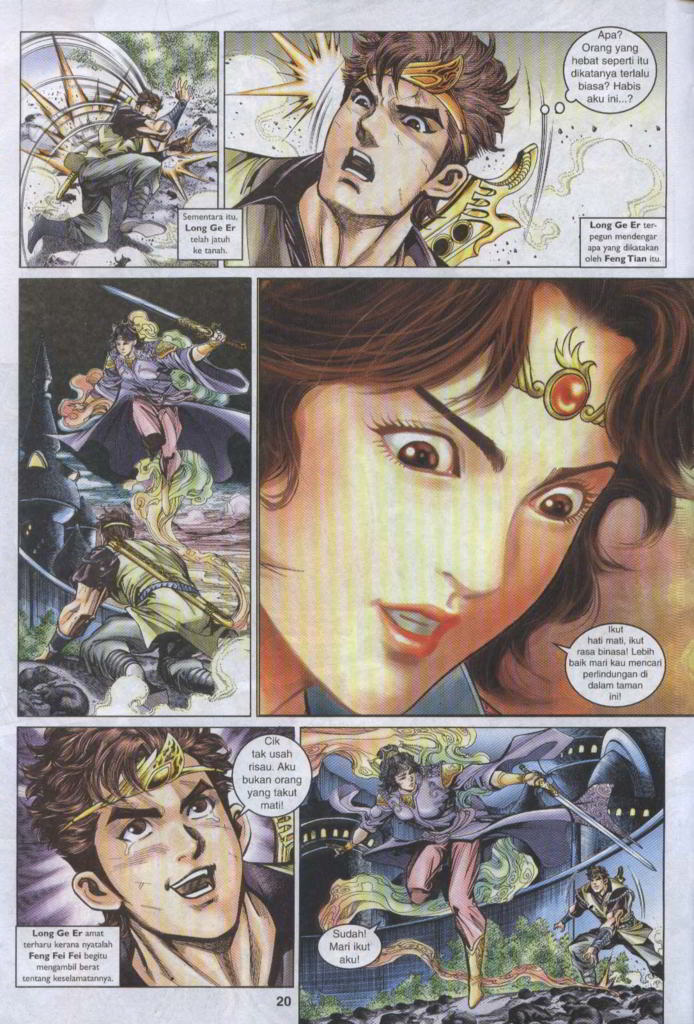 Sementara itu,
Long Ge Er
telah jatuh
ke tanah.
Apa?
Orang yang
hebat seperti itu
dikatanya terlalu
biasa? Habis
aku ini...?
Long Ge Er ter-
pegun mendengar
apa yang dikatakan
oleh Feng Tian itu.
Ikut
hati mati, ikut
rasa binasa! Lebih
baik mari kau mencari
perlindungan di
dalam taman
ini!
Cik
tak usah
risau. Aku
bukan orang
yang takut
mati!
Long Ge Er amat
terharu kerana nyatalah
Feng Fei Fei begitu
mengambil berat
tentang keselamatannya.
Sudah!
Mari ikut
aku!
20